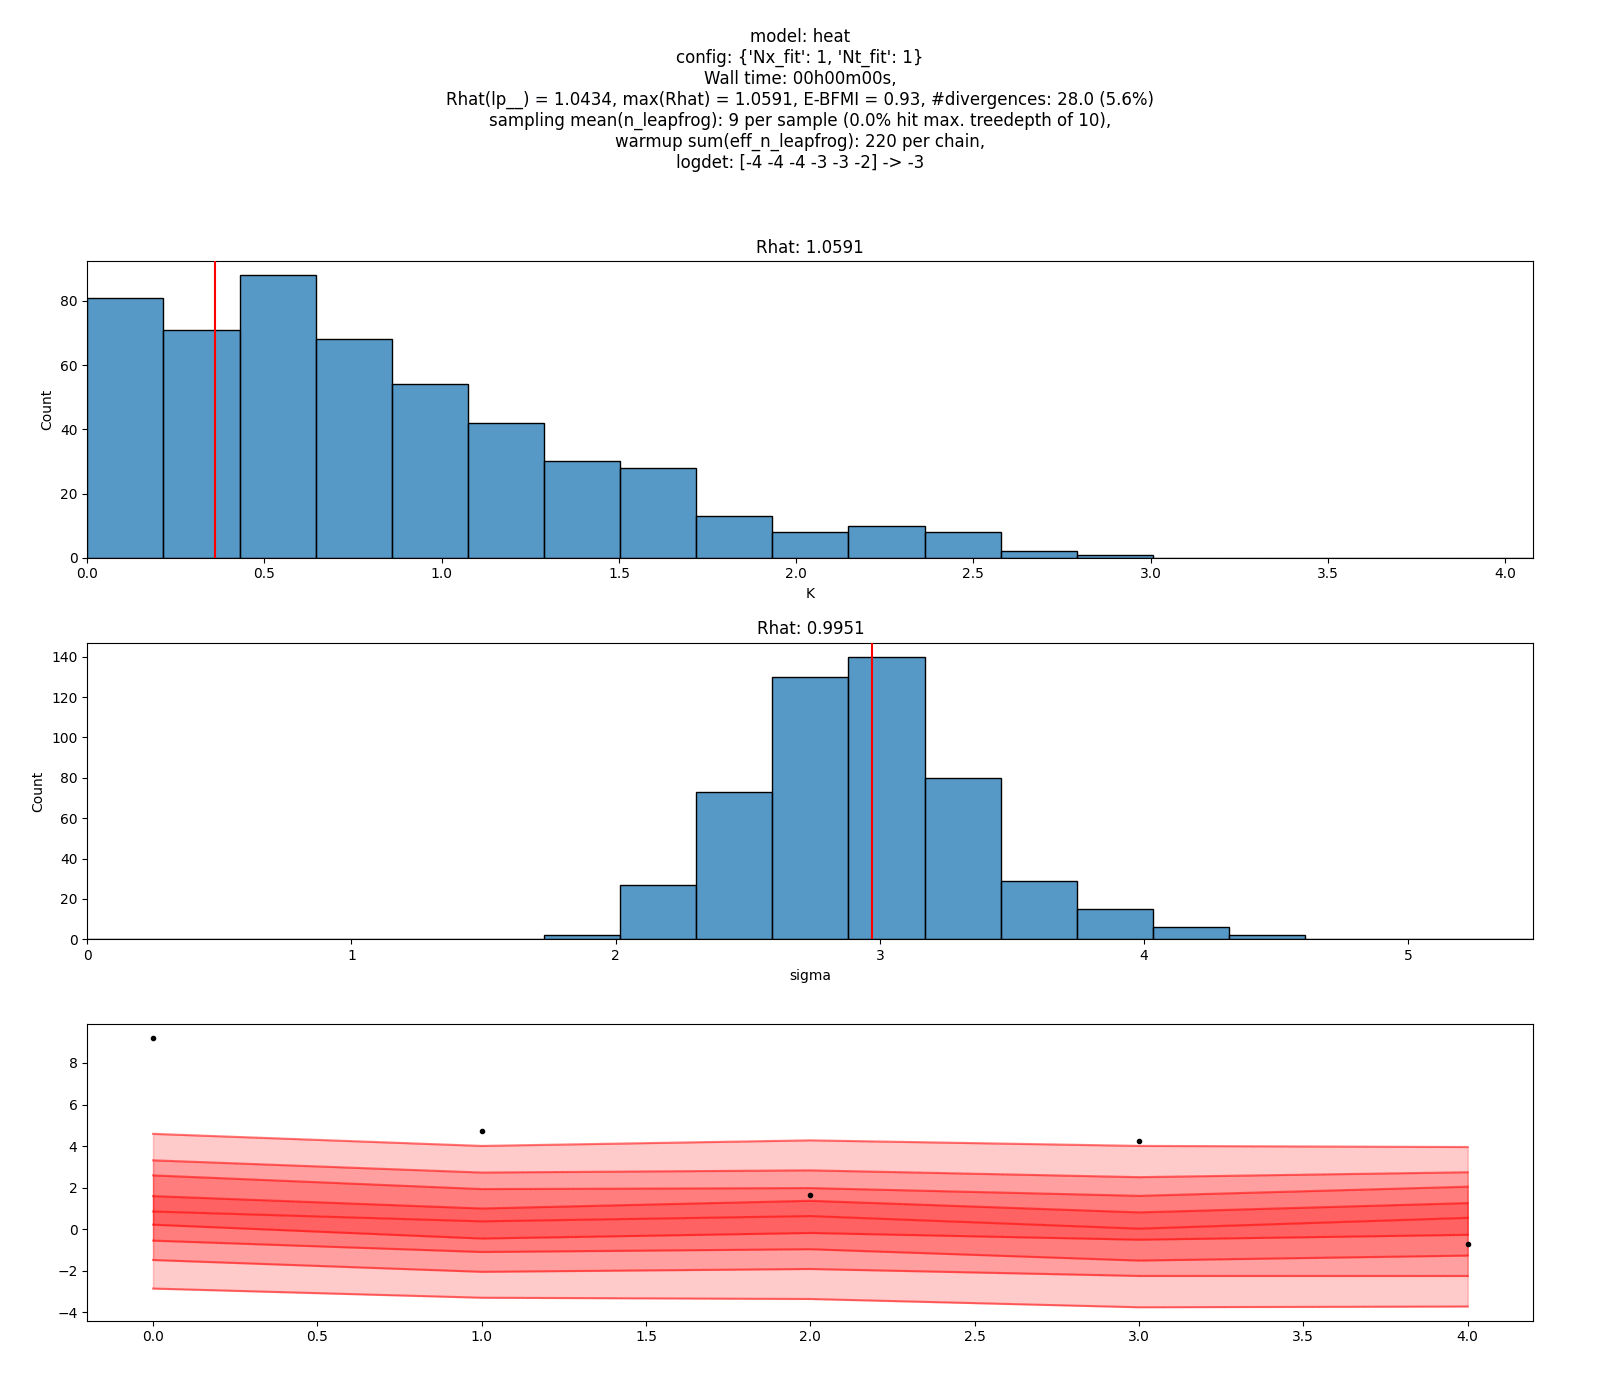 model: heat
config: {'Nx_fit': 1, 'Nt_fit': 1}
Wall time: 00h00m00s,
Rhat(lp__) = 1.0434, max(Rhat) = 1.0591, E-BFMI = 0.93, #divergences: 28.0 (5.6%)
sampling mean(n_leapfrog): 9 per sample (0.0% hit max. treedepth of 10),
warmup sum(eff_n_leapfrog): 220 per chain,
logdet: [-4 -4 -4 -3 -3 -2] -> -3
Rhat: 1.0591
80
60
40
20
0
Count
0.0 0.5 1.0 1.5 2.0 2.5 3.0 3.5 4.0
K
Rhat: 0.9951
140
120
100
80
60
40
20
0
Count
0 1 2 3 4 5
sigma
8
6
4
2
0
−2
−4
0.0 0.5 1.0 1.5 2.0 2.5 3.0 3.5 4.0